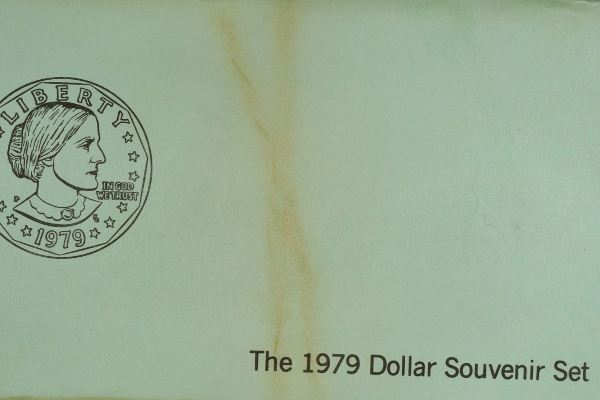 LIBERTY
IN GOD
WE TRUST
P
1979
The 1979 Dollar Souvenir Set